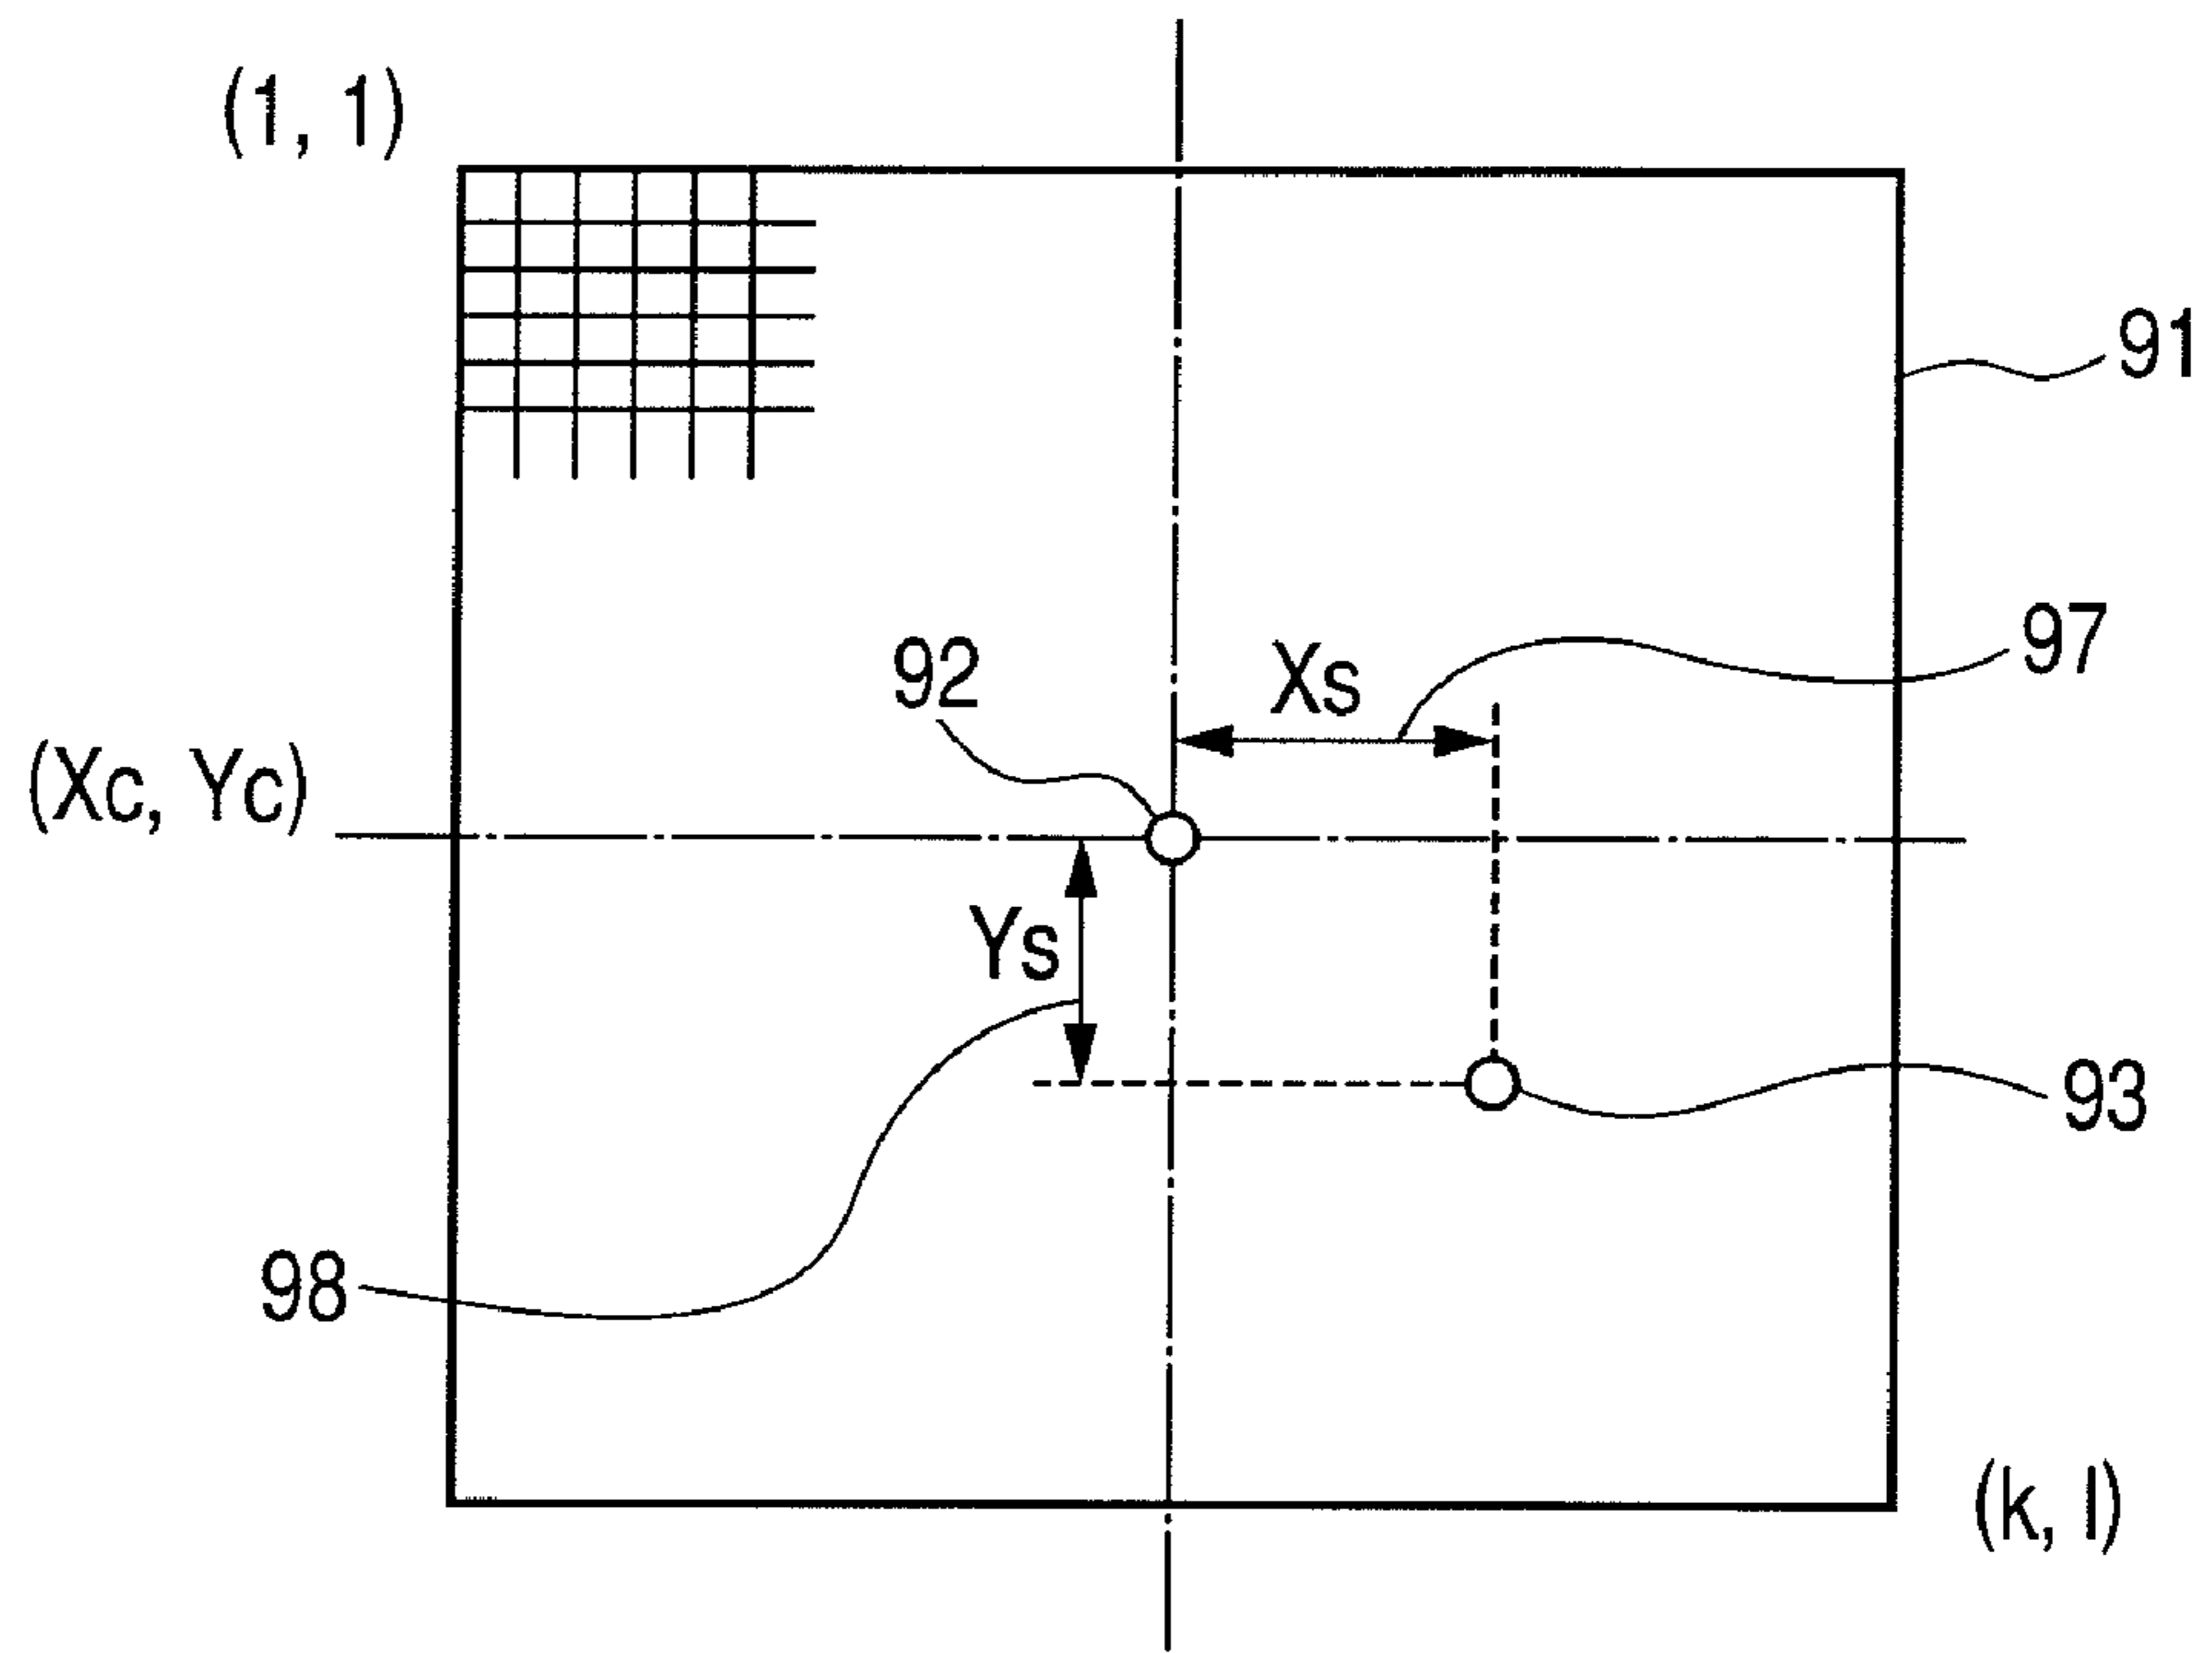 (1, 1)
91
97
92
Xs
(Xc, Yc)
Ys
93
98
(k, l)